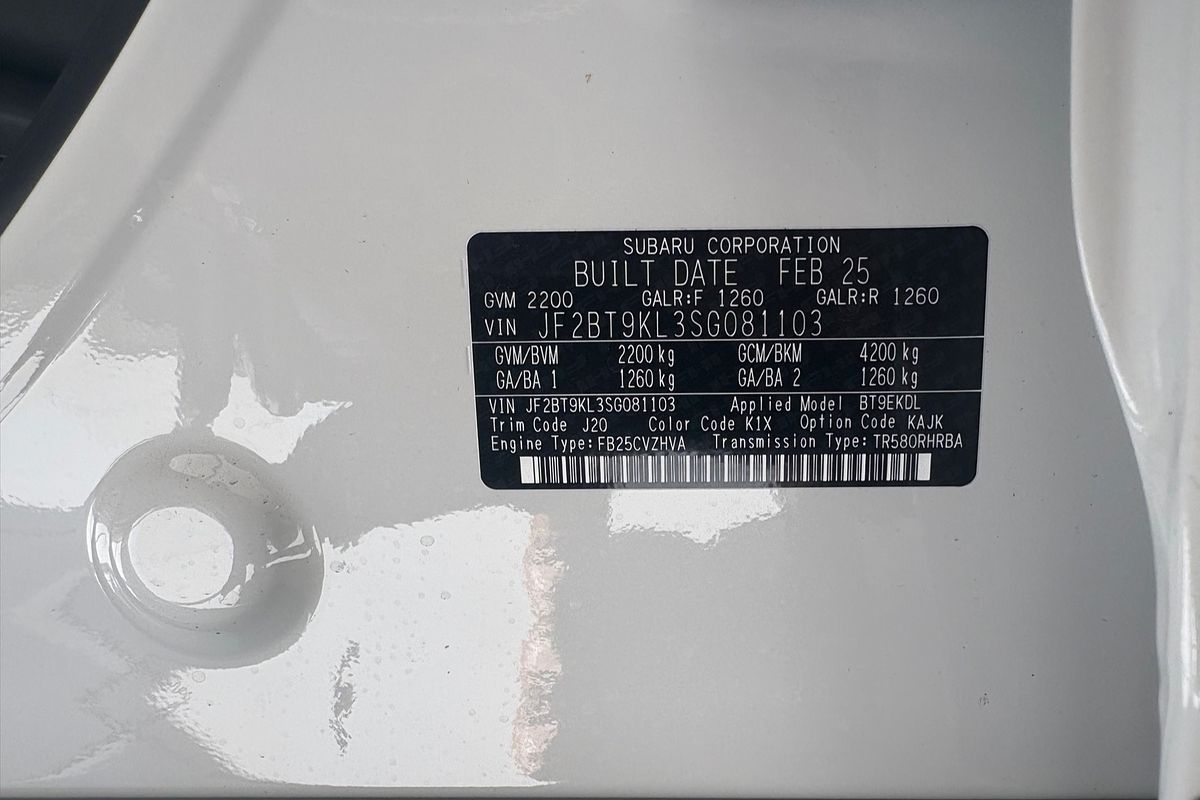 SUBARU CORPORATION
BUILT DATE FEB 25
GVM 2200 GALR:F 1260 GALR:R 1260
VIN JF2BT9KL3SG081103
GVM/BVM 2200 kg GCM/BKM 4200 kg
GA/BA 1 1260 kg GA/BA 2 1260 kg
VIN JF2BT9KL3SG081103 Applied Model BT9EKDL
Trim Code J20 Color Code K1X Option Code KAJK
Engine Type:FB25CVZHVA Transmission Type:TR580RHRBA